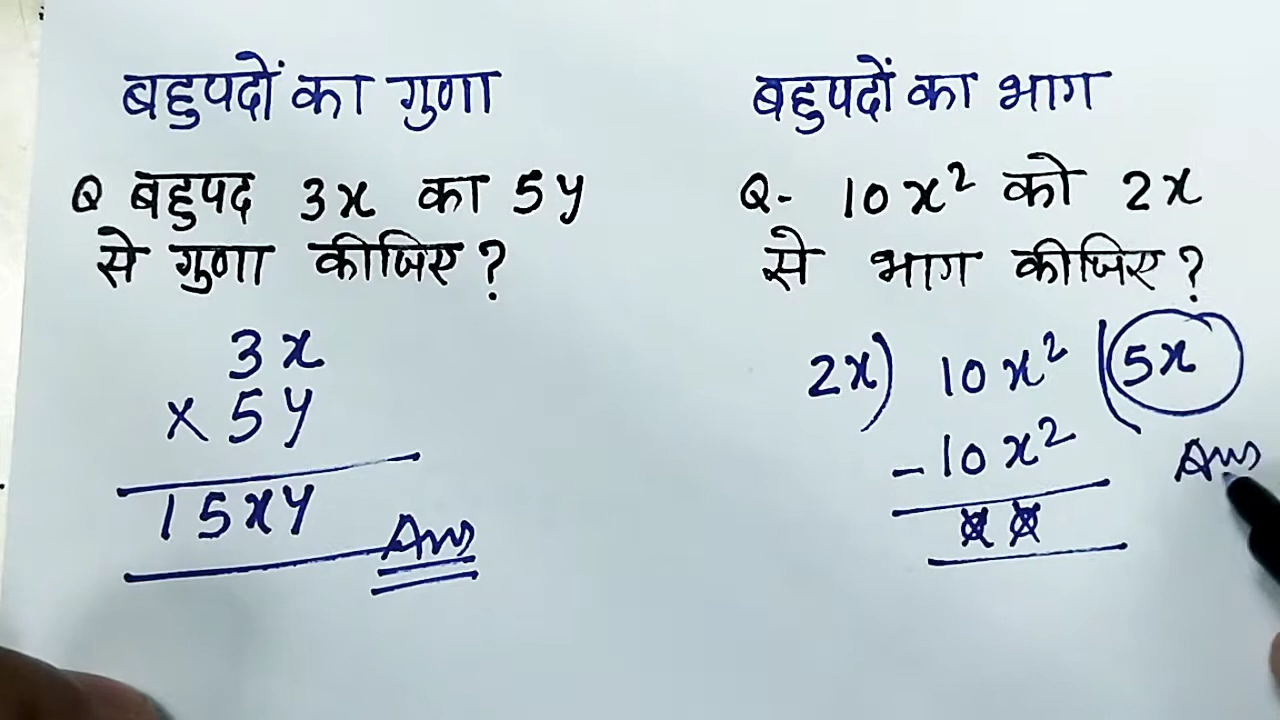 बहुपदों का गुणा
Q बहुपद 3x का 5y
से गुणा कीजिए?
3x
× 5y
15xy
Ans
बहुपदों का भाग
Q- 10x² को 2x
से भाग कीजिए?
2x) 10x² (5x
- 10x²
Ans